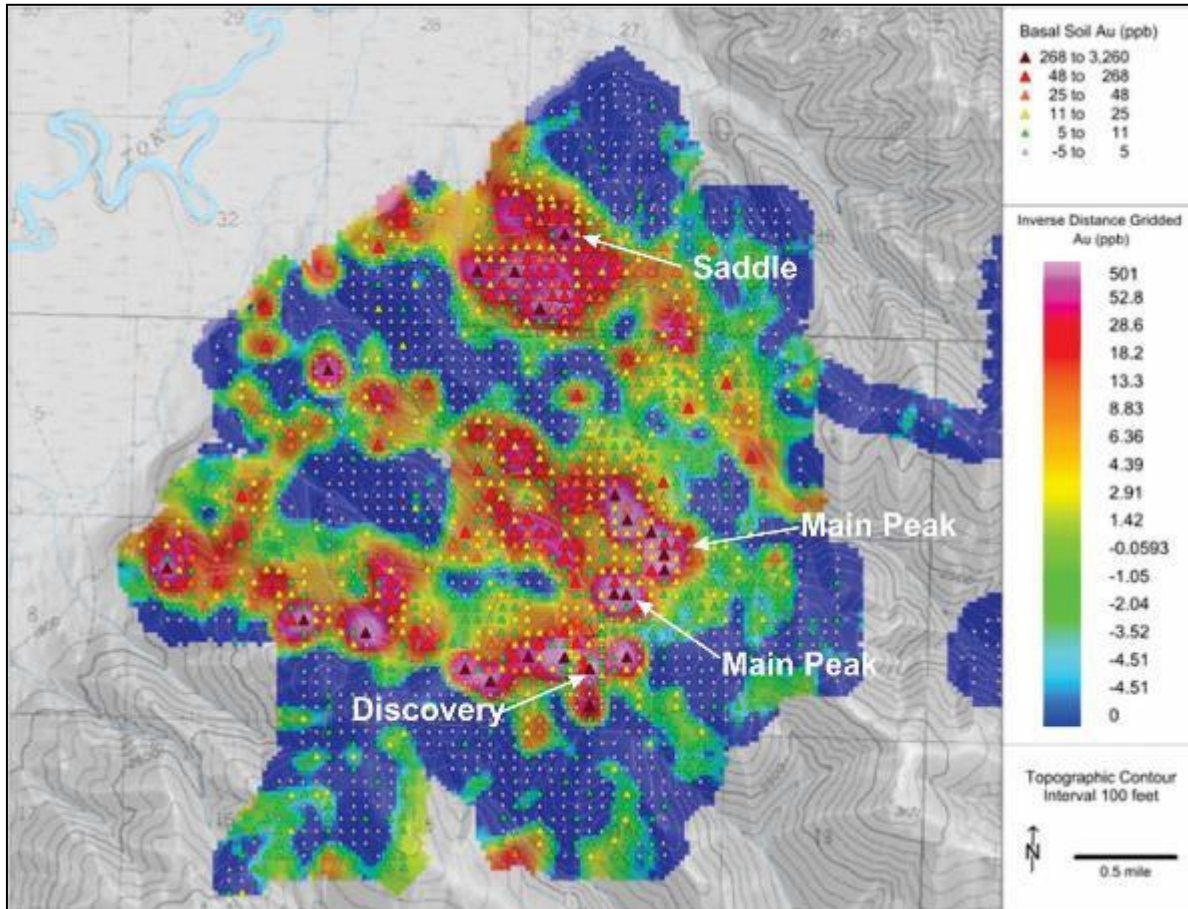 29
28
27
TOK
32
Saddle
Main Peak
Main Peak
Discovery
Basal Soil Au (ppb)
268 to 3,260
48 to 268
25 to 48
11 to 25
5 to 11
-5 to 5
Inverse Distance Gridded
Au (ppb)
501
52.8
28.6
18.2
13.3
8.83
6.36
4.39
2.91
1.42
-0.0593
-1.05
-2.04
-3.52
-4.51
-4.51
0
Topographic Contour
Interval 100 feet
N
0.5 mile